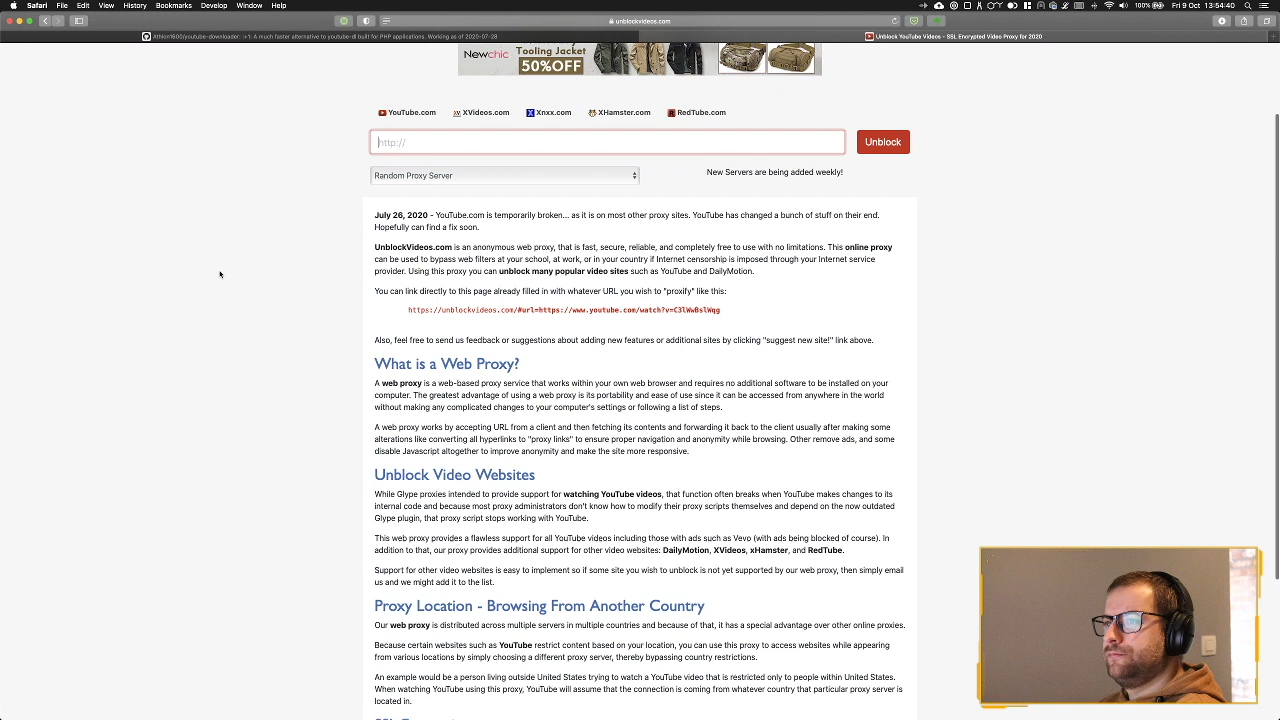 Safari File Edit View History Bookmarks Develop Window Help 100% Fri 9 Oct 13:54:40
unblockvideos.com
Athlon1600/youtube-downloader: :+1: A much faster alternative to youtube-dl built for PHP applications. Working as of 2020-07-28 Unblock YouTube Videos - SSL Encrypted Video Proxy for 2020
Newchic Tooling Jacket
50%OFF
YouTube.com XVideos.com Xnxx.com XHamster.com RedTube.com
http:// Unblock
Random Proxy Server New Servers are being added weekly!
July 26, 2020 - YouTube.com is temporarily broken... as it is on most other proxy sites. YouTube has changed a bunch of stuff on their end.
Hopefully can find a fix soon.
UnblockVideos.com is an anonymous web proxy, that is fast, secure, reliable, and completely free to use with no limitations. This online proxy
can be used to bypass web filters at your school, at work, or in your country if Internet censorship is imposed through your Internet service
provider. Using this proxy you can unblock many popular video sites such as YouTube and DailyMotion.
You can link directly to this page already filled in with whatever URL you wish to "proxify" like this:
https://unblockvideos.com/#url=https://www.youtube.com/watch?v=C3lWwBslWqg
Also, feel free to send us feedback or suggestions about adding new features or additional sites by clicking "suggest new site!" link above.
What is a Web Proxy?
A web proxy is a web-based proxy service that works within your own web browser and requires no additional software to be installed on your
computer. The greatest advantage of using a web proxy is its portability and ease of use since it can be accessed from anywhere in the world
without making any complicated changes to your computer's settings or following a list of steps.
A web proxy works by accepting URL from a client and then fetching its contents and forwarding it back to the client usually after making some
alterations like converting all hyperlinks to "proxy links" to ensure proper navigation and anonymity while browsing. Other remove ads, and some
disable Javascript altogether to improve anonymity and make the site more responsive.
Unblock Video Websites
While Glype proxies intended to provide support for watching YouTube videos, that function often breaks when YouTube makes changes to its
internal code and because most proxy administrators don't know how to modify their proxy scripts themselves and depend on the now outdated
Glype plugin, that proxy script stops working with YouTube.
This web proxy provides a flawless support for all YouTube videos including those with ads such as Vevo (with ads being blocked of course). In
addition to that, our proxy provides additional support for other video websites: DailyMotion, XVideos, xHamster, and RedTube.
Support for other video websites is easy to implement so if some site you wish to unblock is not yet supported by our web proxy, then simply email
us and we might add it to the list.
Proxy Location - Browsing From Another Country
Our web proxy is distributed across multiple servers in multiple countries and because of that, it has a special advantage over other online proxies.
Because certain websites such as YouTube restrict content based on your location, you can use this proxy to access websites while appearing
from various locations by simply choosing a different proxy server, thereby bypassing country restrictions.
An example would be a person living outside United States trying to watch a YouTube video that is restricted only to people within United States.
When watching YouTube using this proxy, YouTube will assume that the connection is coming from whatever country that particular proxy server is
located in.